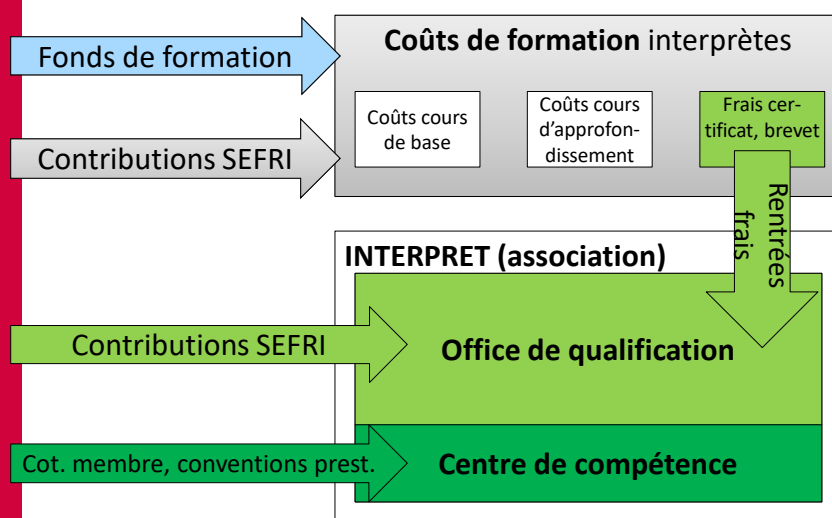 Fonds de formation
Coûts de formation interprètes
Coûts cours
de base
Coûts cours
d'approfon-
dissement
Frais cer-
tificat, brevet
Contributions SEFRI
Rentrées
frais
INTERPRET (association)
Contributions SEFRI
Office de qualification
Cot. membre, conventions prest.
Centre de compétence